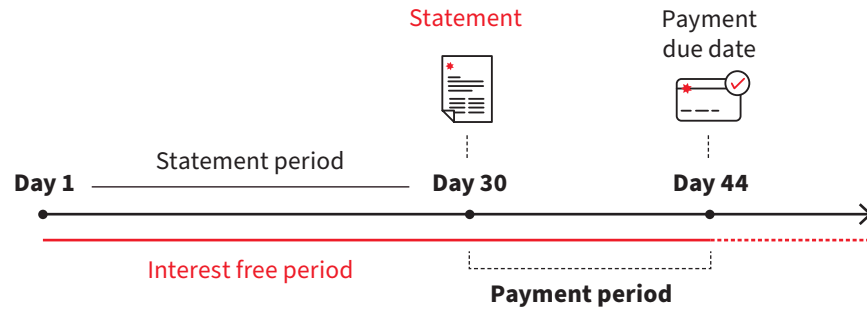 Statement
Payment
due date
Statement period
Day 1
Day 30
Day 44
Interest free period
Payment period